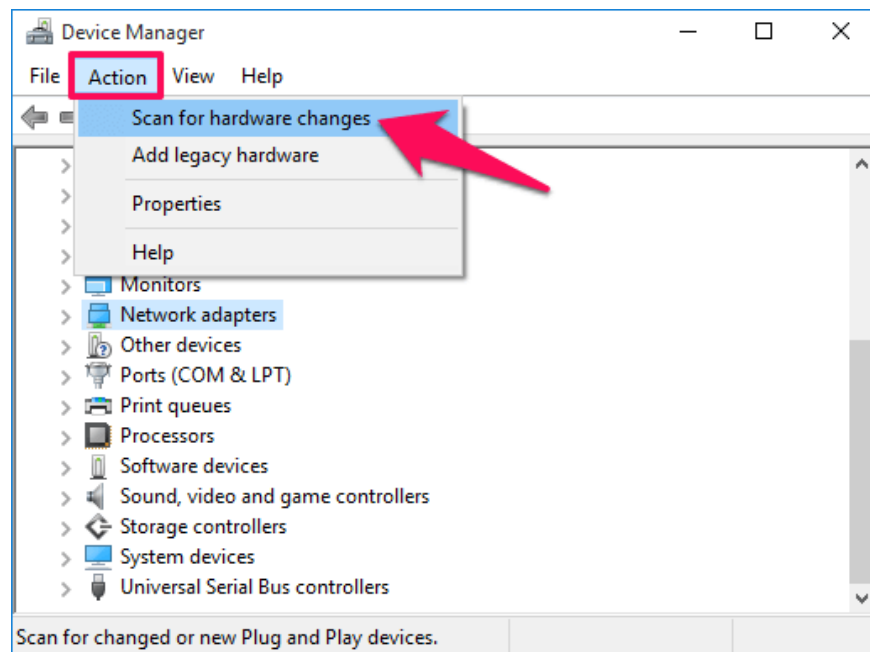 Device Manager
File Action View Help
Scan for hardware changes
Add legacy hardware
Properties
Help
Monitors
Network adapters
Other devices
Ports (COM & LPT)
Print queues
Processors
Software devices
Sound, video and game controllers
Storage controllers
System devices
Universal Serial Bus controllers
Scan for changed or new Plug and Play devices.